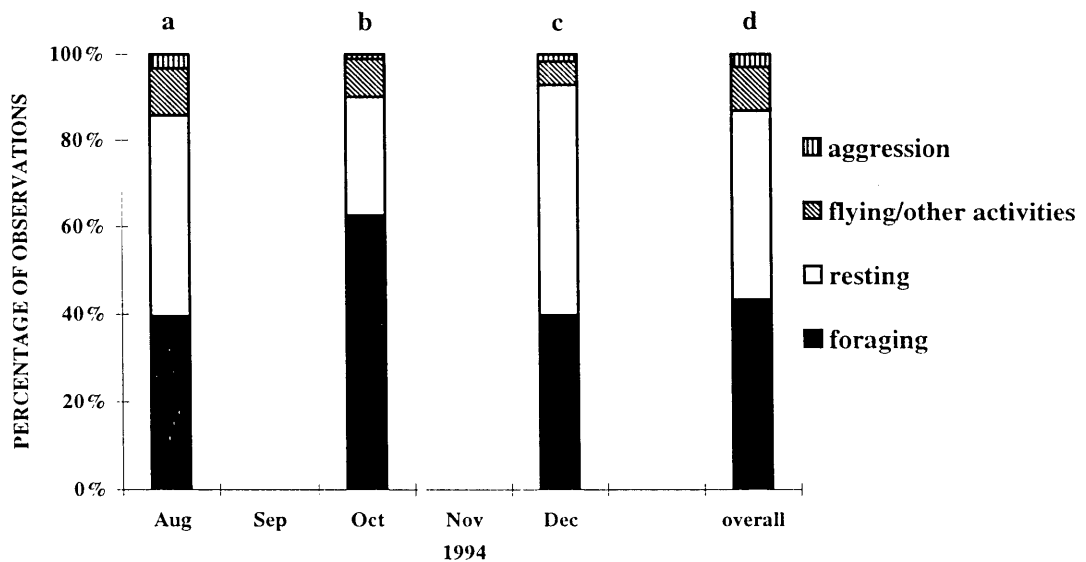 a b c d
100%
80%
60%
40%
20%
0%
PERCENTAGE OF OBSERVATIONS
aggression
flying/other activities
resting
foraging
Aug Sep Oct Nov Dec overall
1994